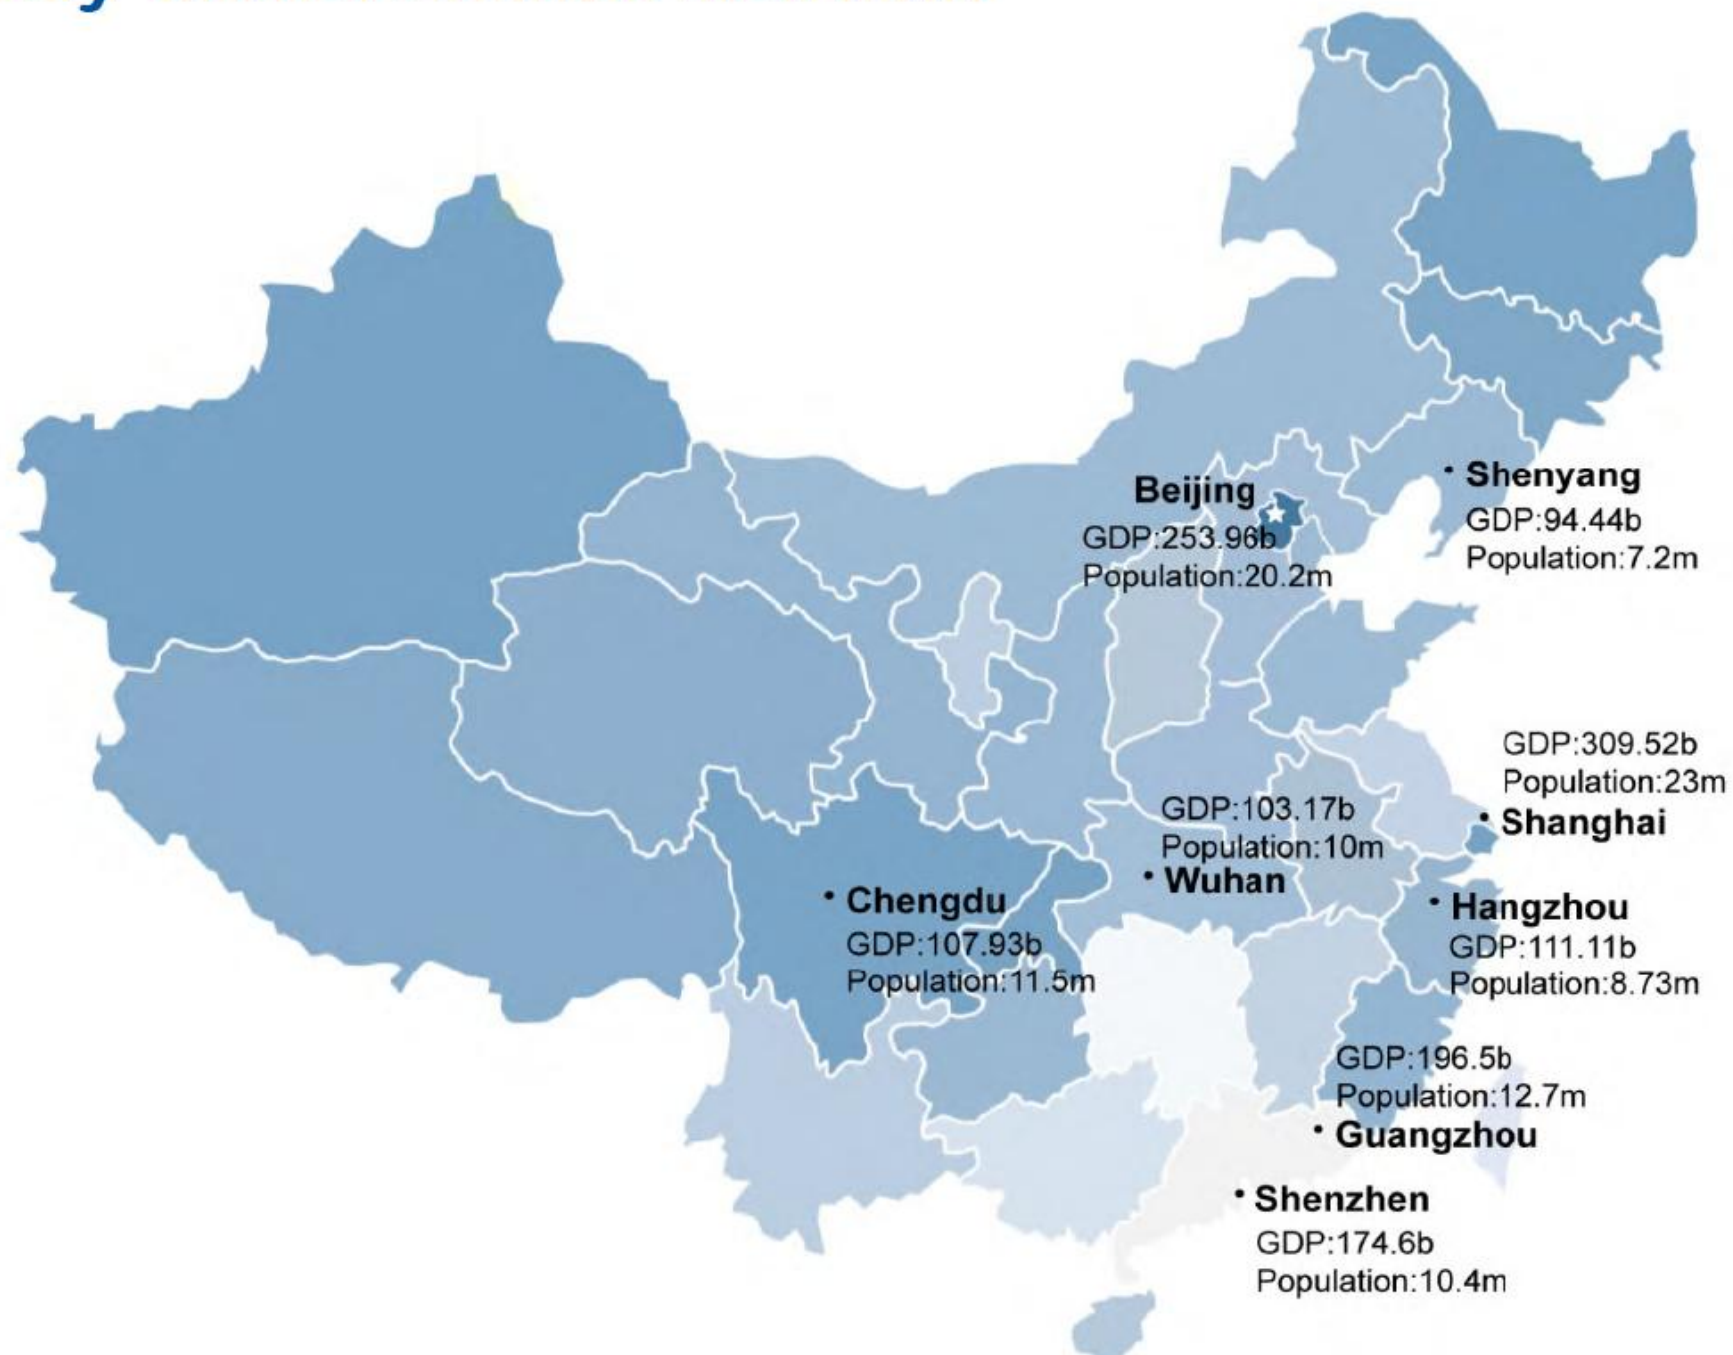 Beijing
GDP:253.96b
Population:20.2m
Shenyang
GDP:94.44b
Population:7.2m
GDP:309.52b
Population:23m
Shanghai
GDP:103.17b
Population:10m
Wuhan
Chengdu
GDP:107.93b
Population:11.5m
Hangzhou
GDP:111.11b
Population:8.73m
GDP:196.5b
Population:12.7m
Guangzhou
Shenzhen
GDP:174.6b
Population:10.4m